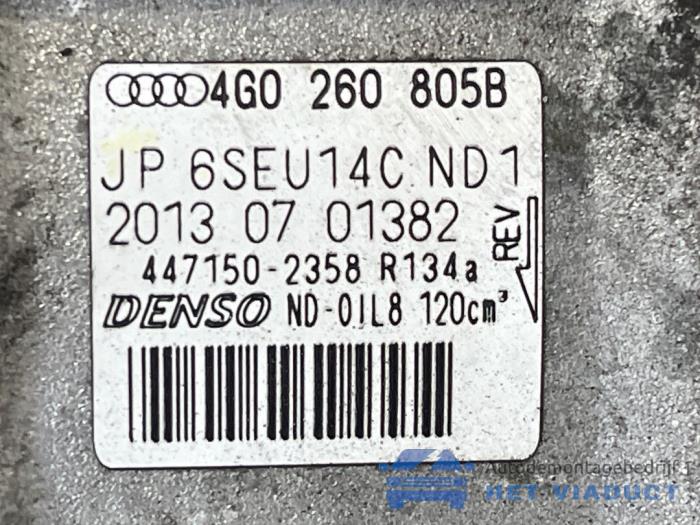 4G0 260 805B
JP 6SEU14C ND1
2013 07 01382
447150-2358 R134a
DENSO ND-OIL8 120cm³
REV
Autodemontagebedrijf
HET VIADUCT